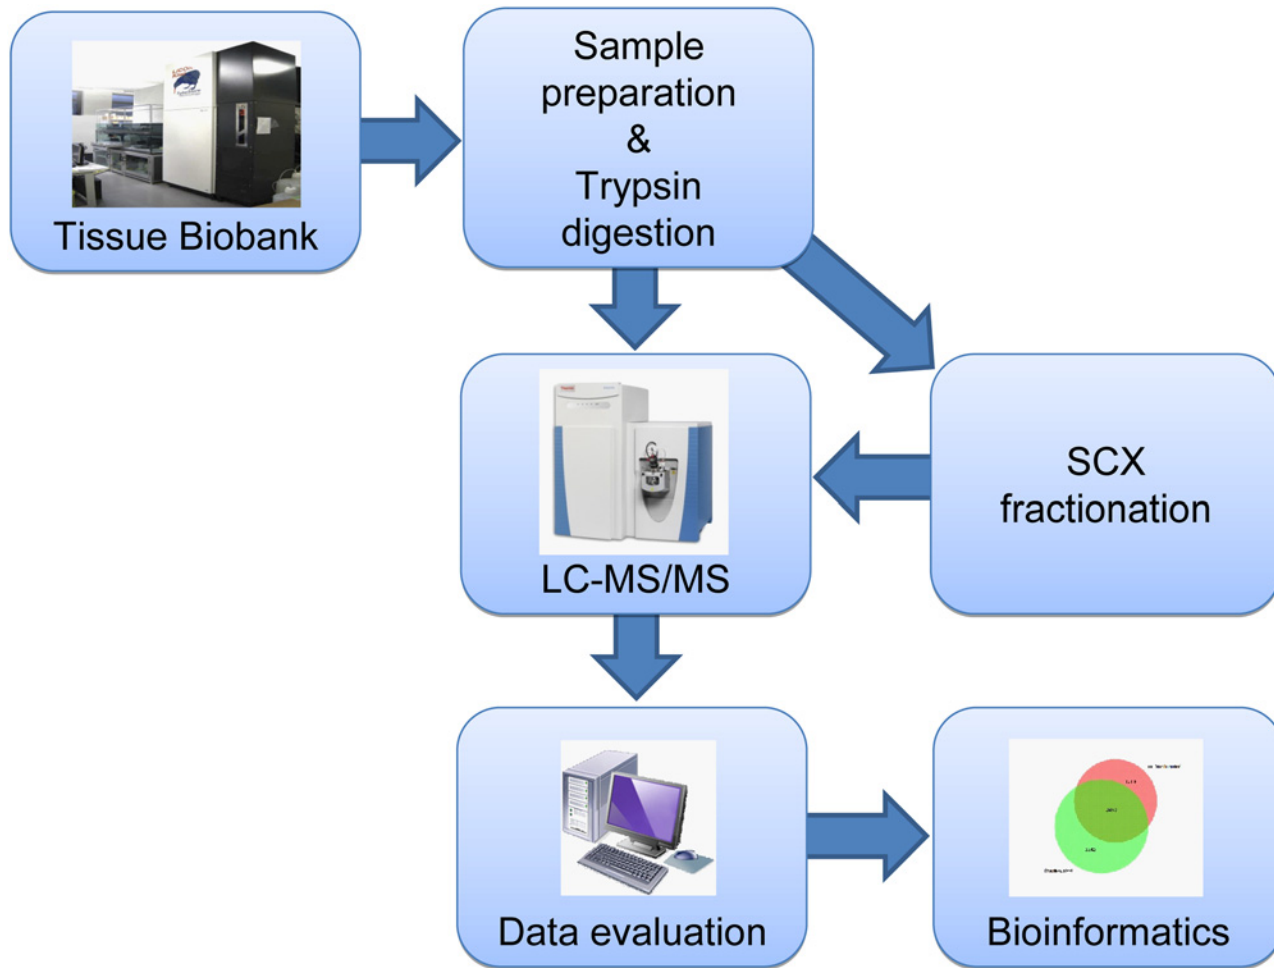 Tissue Biobank
Sample
preparation
&
Trypsin
digestion
LC-MS/MS
SCX
fractionation
Data evaluation
Bioinformatics